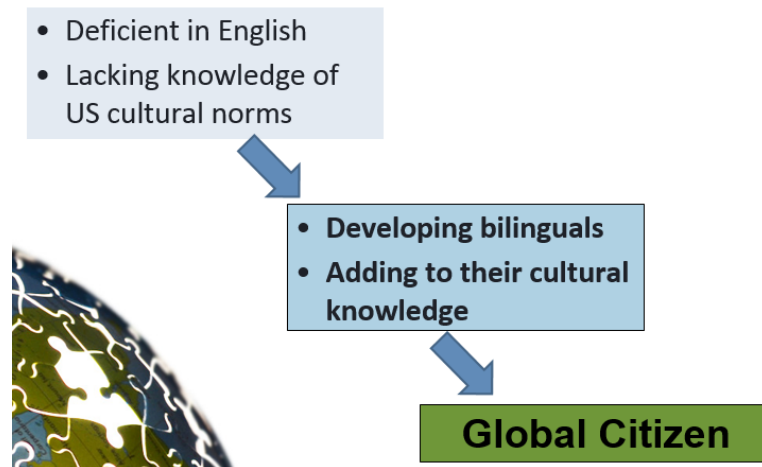 • Deficient in English
• Lacking knowledge of
US cultural norms
• Developing bilinguals
• Adding to their cultural
knowledge
Global Citizen